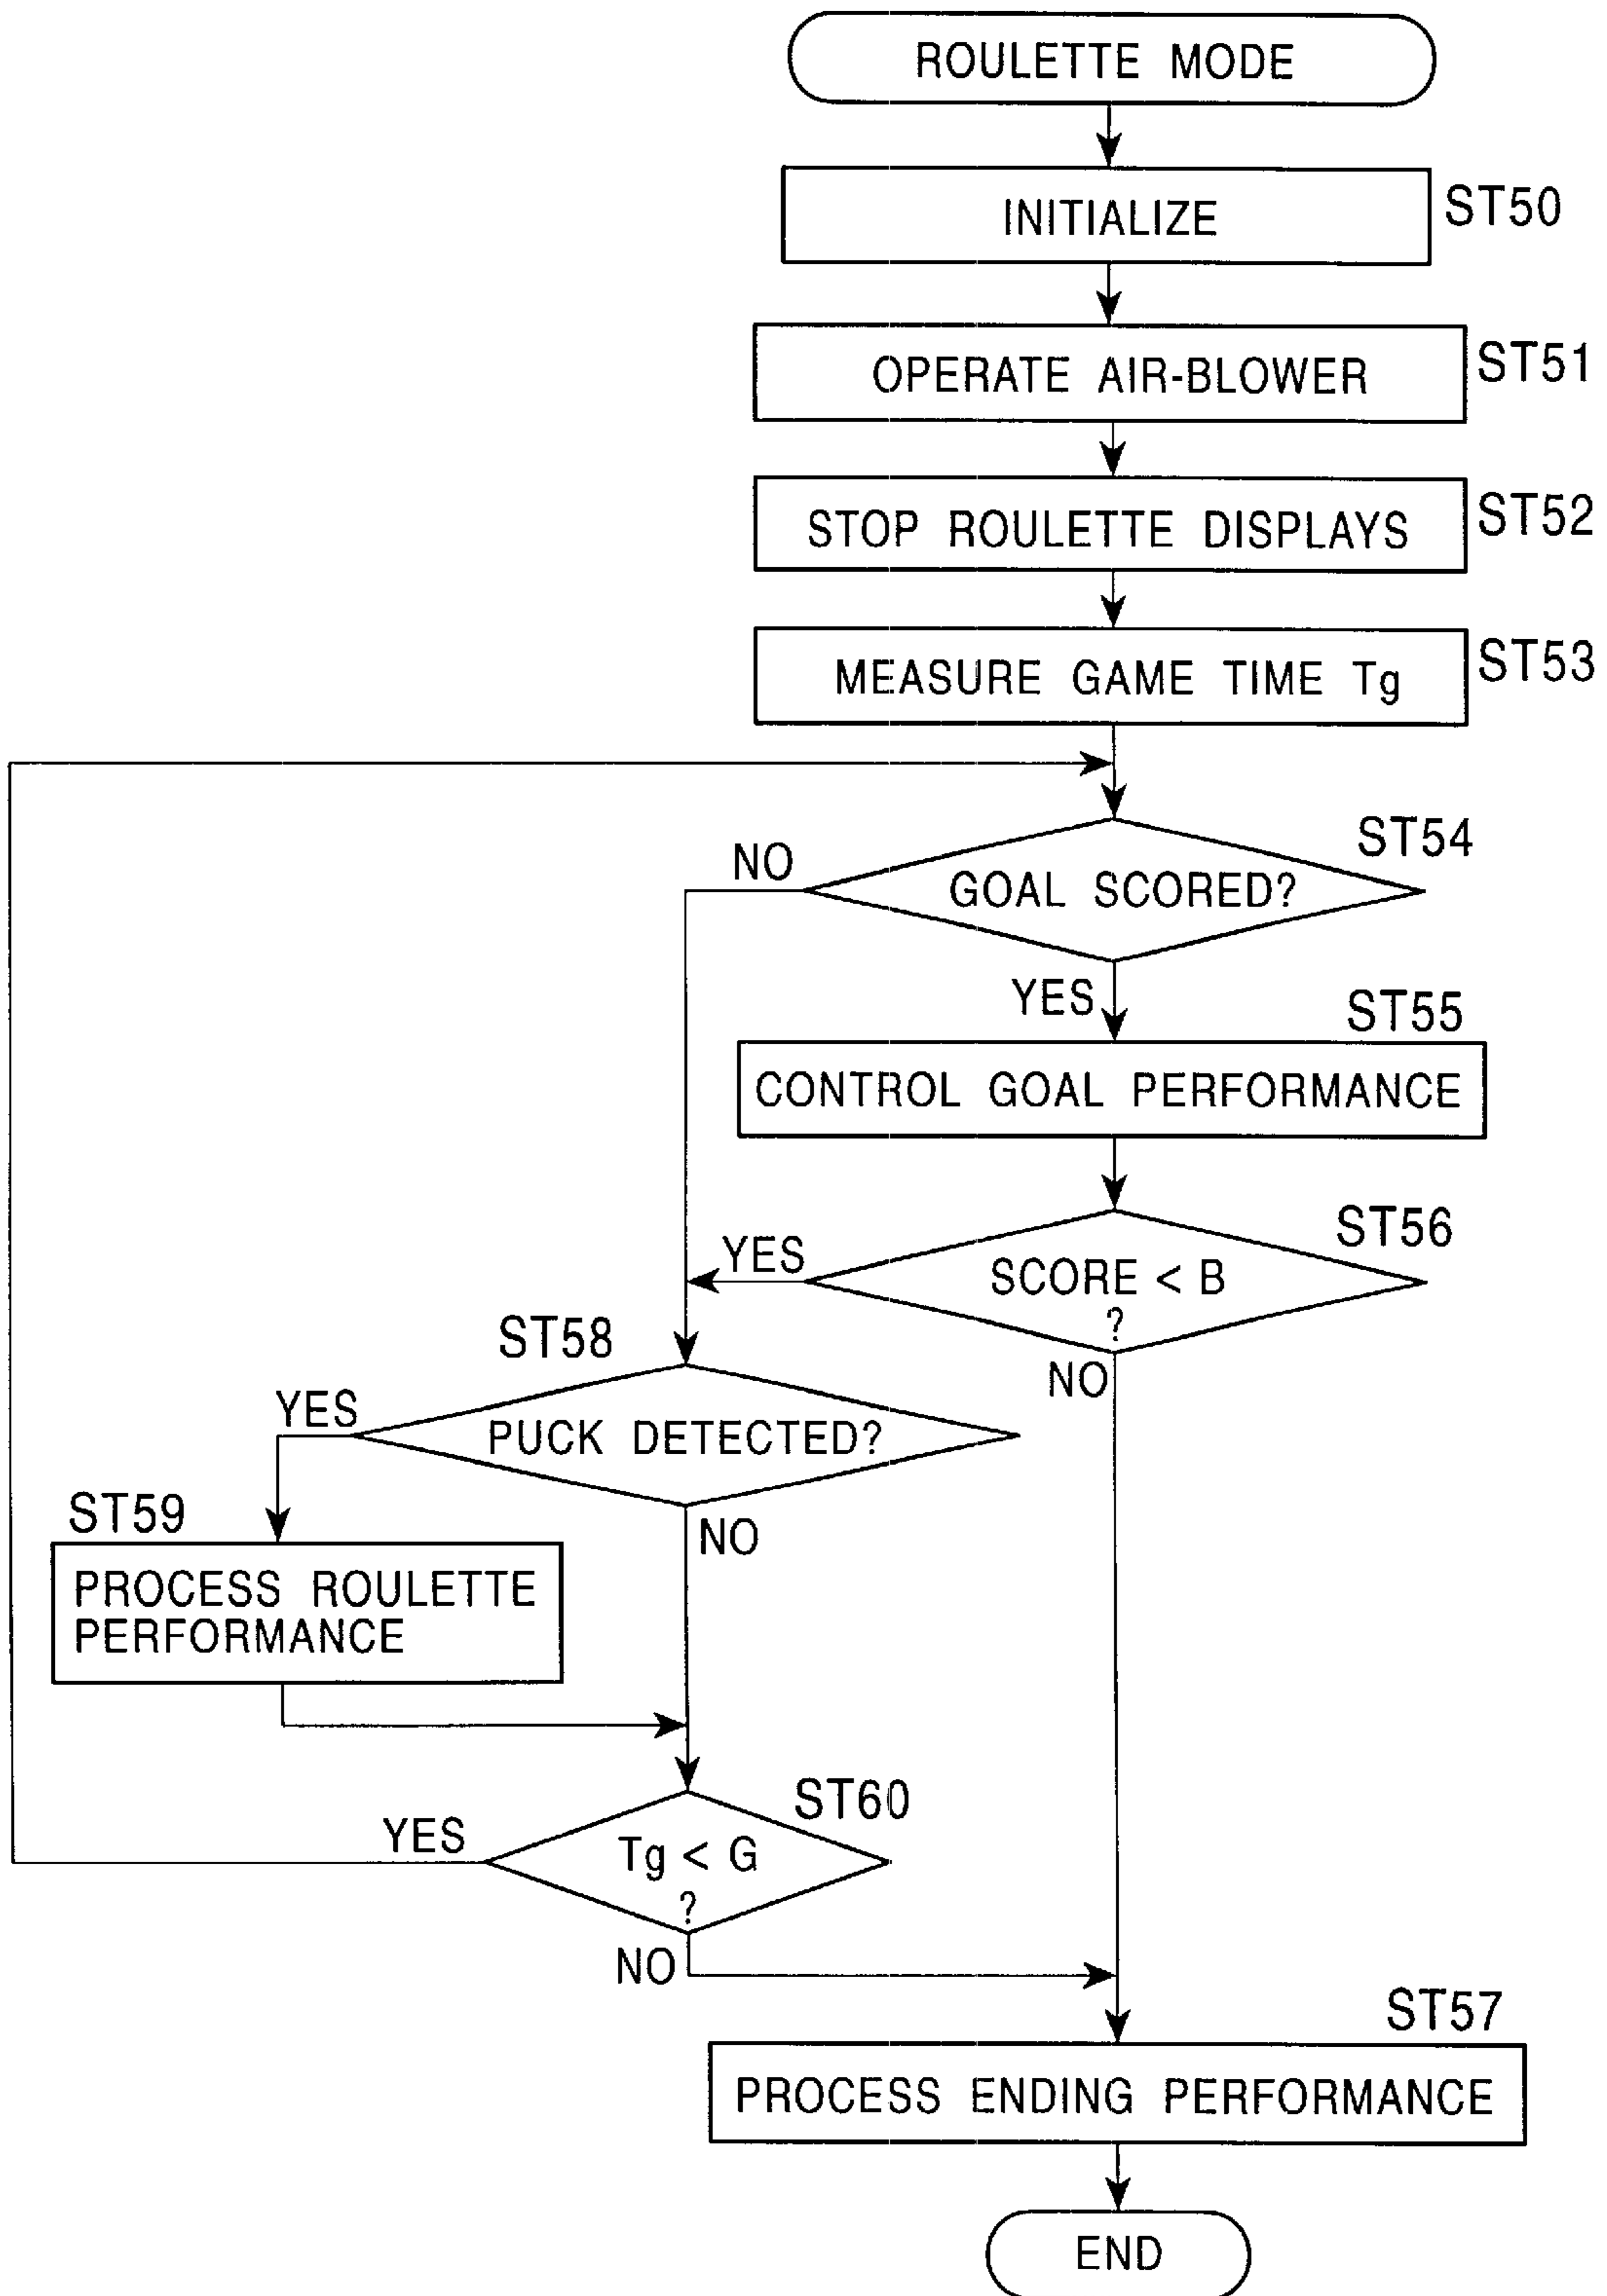 ROULETTE MODE
INITIALIZE
ST50
OPERATE AIR-BLOWER
ST51
STOP ROULETTE DISPLAYS
ST52
MEASURE GAME TIME Tg
ST53
ST54
NO
GOAL SCORED?
YES
ST55
CONTROL GOAL PERFORMANCE
ST56
YES
SCORE < B
?
NO
ST58
YES
PUCK DETECTED?
NO
ST59
PROCESS ROULETTE
PERFORMANCE
ST60
YES
Tg < G
?
NO
ST57
PROCESS ENDING PERFORMANCE
END